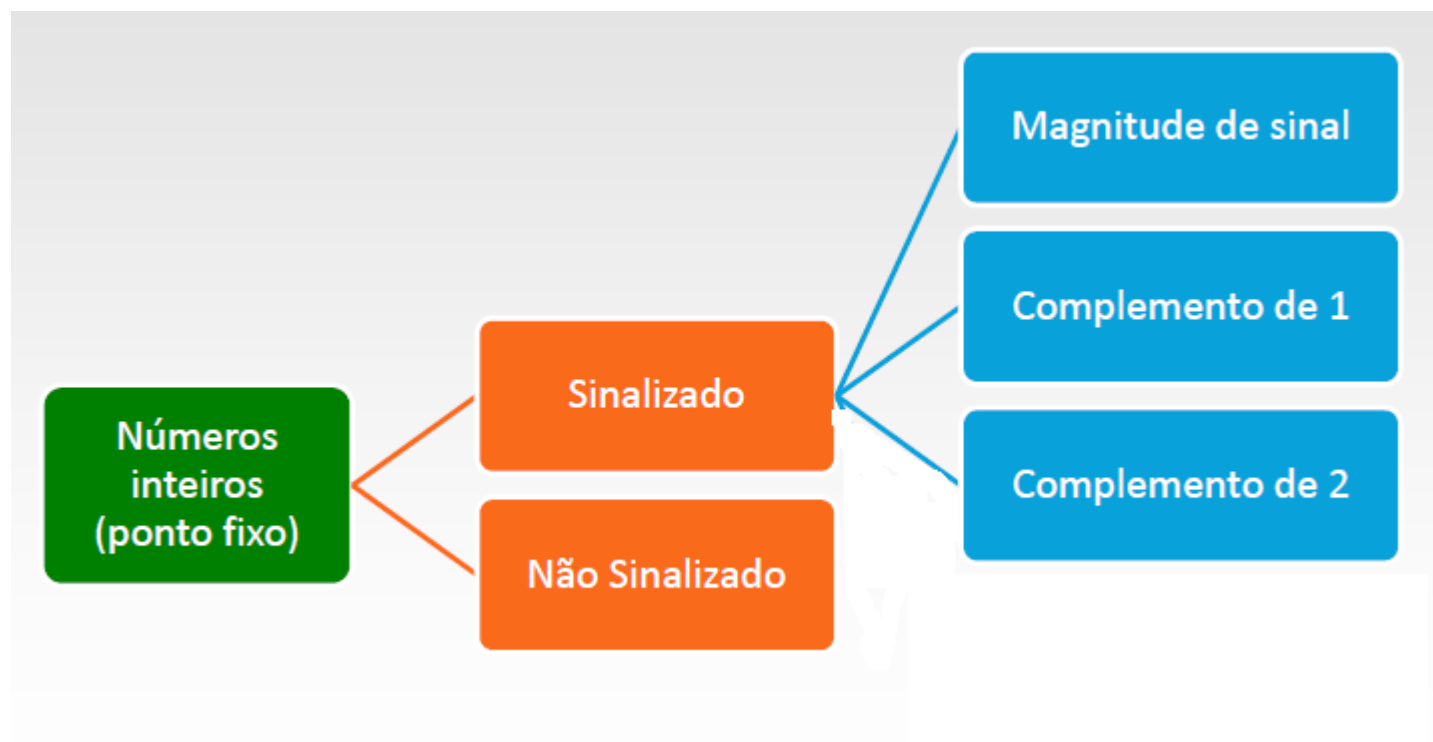 Números
inteiros
(ponto fixo)
Sinalizado
Não Sinalizado
Magnitude de sinal
Complemento de 1
Complemento de 2